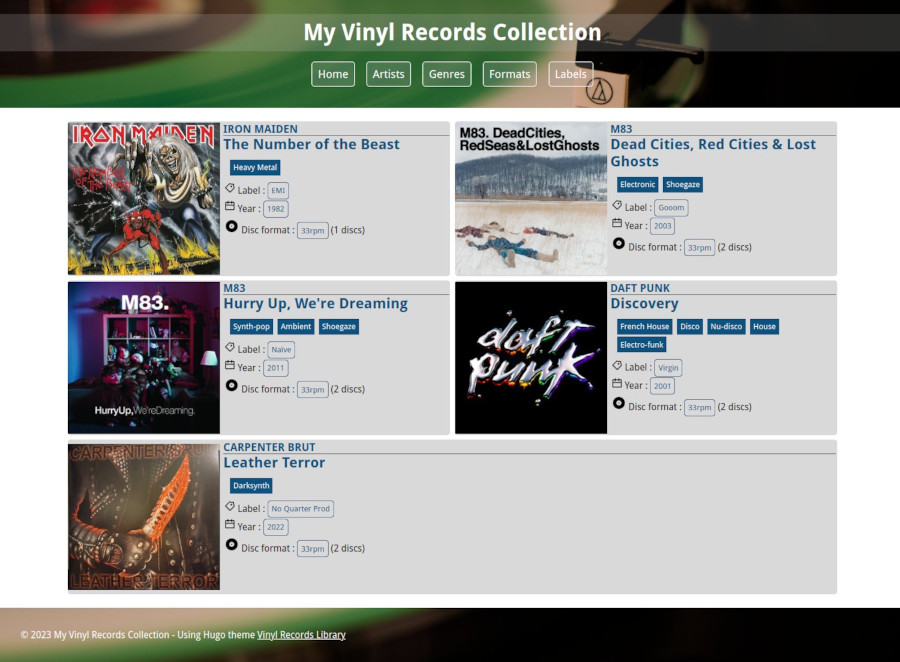 My Vinyl Records Collection
Home Artists Genres Formats Labels
IRON MAIDEN
IRON MAIDEN
The Number of the Beast
THE NUMBER
OF THE BEAST
Heavy Metal
Label : EMI
Year : 1982
Disc format : 33rpm (1 discs)
M83. DeadCities,
RedSeas&LostGhosts
M83
Dead Cities, Red Cities & Lost
Ghosts
Electronic Shoegaze
Label : Gooom
Year : 2003
Disc format : 33rpm (2 discs)
M83.
HurryUp,We'reDreaming.
M83
Hurry Up, We're Dreaming
Synth-pop Ambient Shoegaze
Label : Naïve
Year : 2011
Disc format : 33rpm (2 discs)
daft
punk
DAFT PUNK
Discovery
French House Disco Nu-disco House
Electro-funk
Label : Virgin
Year : 2001
Disc format : 33rpm (2 discs)
CARPENTER BRUT
LEATHER TERROR
CARPENTER BRUT
Leather Terror
Darksynth
Label : No Quarter Prod
Year : 2022
Disc format : 33rpm (2 discs)
© 2023 My Vinyl Records Collection - Using Hugo theme Vinyl Records Library